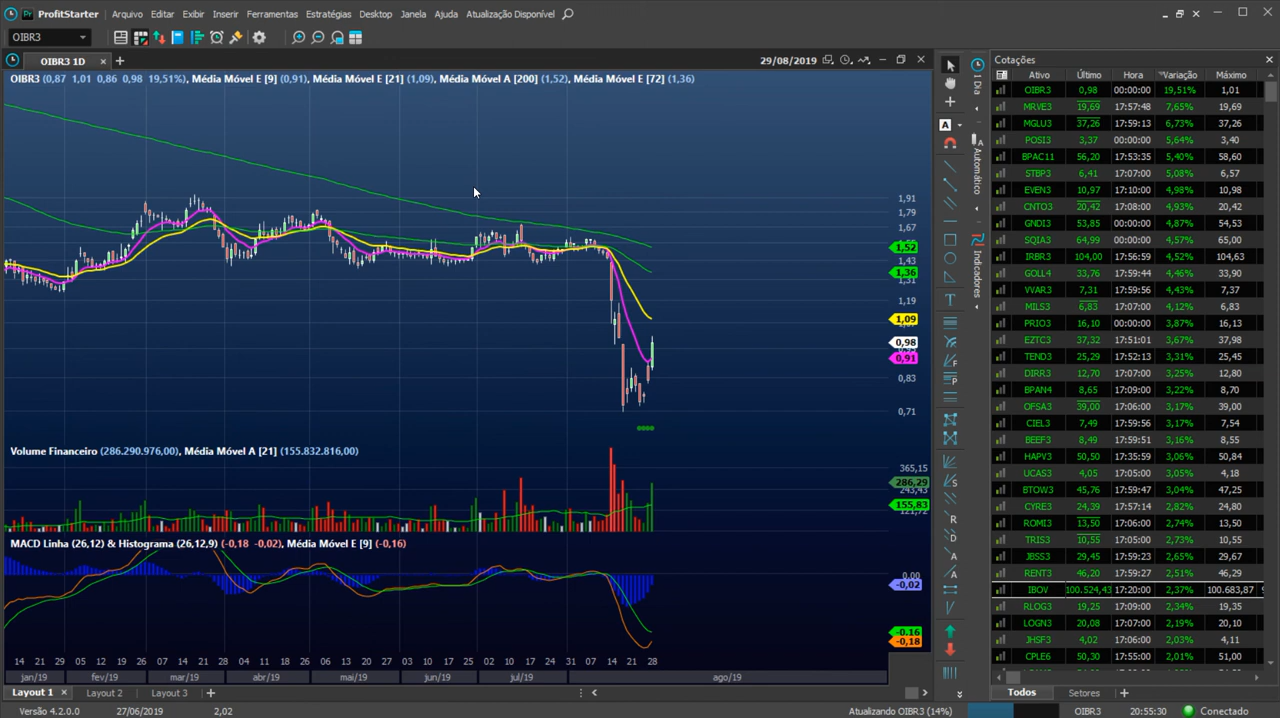 ProfitStarter Arquivo Editar Exibir Inserir Ferramentas Estratégias Desktop Janela Ajuda Atualização Disponível
OIBR3
OIBR3 1D
OIBR3 (0,87 1,01 0,86 0,98 19,51%), Média Móvel E [9] (0,91), Média Móvel E [21] (1,09), Média Móvel A [200] (1,52), Média Móvel E [72] (1,36)
29/08/2019
1,91
1,79
1,67
1,52
1,43
1,36
1,31
1,19
1,09
0,98
0,91
0,83
0,71
Volume Financeiro (286.290.976,00), Média Móvel A [21] (155.832.816,00)
365,15
286,29
243,43
155,83
121,72
MACD Linha (26,12) & Histograma (26,12,9) (-0,18 -0,02), Média Móvel E [9] (-0,16)
0,00
-0,02
-0,16
-0,18
14 21 29 05 12 19 26 07 14 21 28 04 11 18 26 06 13 20 27 03 10 17 25 02 10 17 24 31 07 14 21 28
jan/19 fev/19 mar/19 abr/19 mai/19 jun/19 jul/19 ago/19
Layout 1 Layout 2 Layout 3
1 Dia
Automático
Indicadores
Cotações
Ativo Último Hora Variação Máximo
OIBR3 0,98 00:00:00 19,51% 1,01
MRVE3 19,69 17:57:48 7,65% 19,69
MGLU3 37,26 17:59:13 6,73% 37,26
POSI3 3,37 00:00:00 5,64% 3,40
BPAC11 56,20 17:53:35 5,40% 58,60
STBP3 6,41 17:07:00 5,08% 6,57
EVEN3 10,97 17:10:00 4,98% 10,98
CNTO3 20,42 17:08:00 4,93% 20,42
GNDI3 53,85 00:00:00 4,87% 54,53
SQIA3 64,99 00:00:00 4,57% 65,00
IRBR3 104,00 17:59:56 4,52% 104,63
GOLL4 33,76 17:59:44 4,46% 33,90
VVAR3 7,31 17:59:59 4,43% 7,37
MILS3 6,83 17:07:00 4,12% 6,83
PRIO3 16,10 00:00:00 3,87% 16,13
EZTC3 37,32 17:51:01 3,67% 37,98
TEND3 25,29 17:52:13 3,31% 25,45
DIRR3 12,70 17:07:00 3,25% 12,80
BPAN4 8,65 17:09:00 3,22% 8,70
OFSA3 39,00 17:06:00 3,17% 39,00
CIEL3 7,49 17:59:56 3,17% 7,54
BEEF3 8,49 17:59:51 3,16% 8,55
HAPV3 50,50 17:35:59 3,06% 50,84
UCAS3 4,05 17:05:00 3,05% 4,18
BTOW3 45,76 17:59:47 3,04% 47,25
CYRE3 24,39 17:57:14 2,82% 24,80
ROMI3 13,50 17:06:00 2,74% 13,50
TRIS3 10,55 17:05:00 2,73% 10,55
JBSS3 29,45 17:59:23 2,65% 29,67
RENT3 46,20 17:59:27 2,51% 46,29
IBOV 100.524,43 17:20:00 2,37% 100.683,87
RLOG3 19,25 17:09:00 2,34% 19,35
LOGN3 20,08 17:07:00 2,19% 20,10
JHSF3 4,02 17:06:00 2,03% 4,11
CPLE6 50,30 17:55:00 2,01% 51,00
Todos Setores
Versão 4.2.0.0 27/06/2019 2,02 Atualizando OIBR3 (14%) OIBR3 20:55:30 Conectado